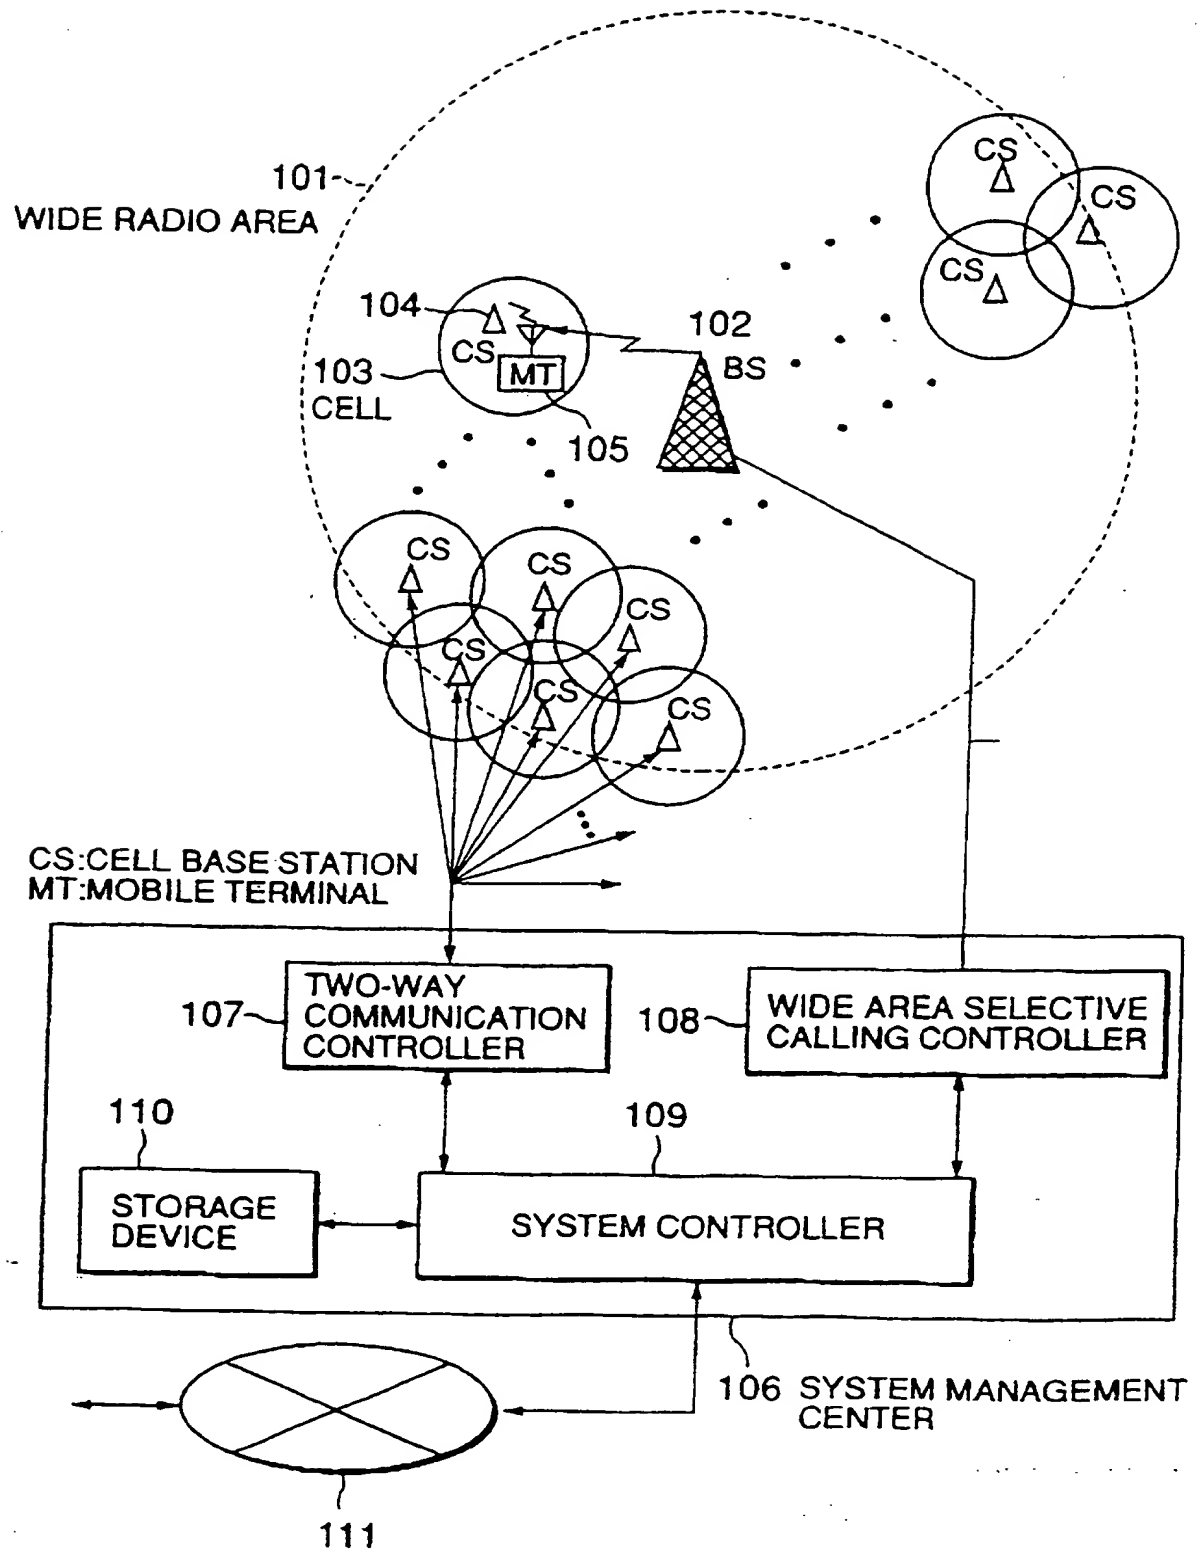 101
WIDE RADIO AREA
CS
CS
CS
104
CS
102
BS
103
CELL
MT
105
CS
CS
CS
CS
CS
CS
CS:CELL BASE STATION
MT:MOBILE TERMINAL
107
TWO-WAY
COMMUNICATION
CONTROLLER
108
WIDE AREA SELECTIVE
CALLING CONTROLLER
110
109
STORAGE
DEVICE
SYSTEM CONTROLLER
106 SYSTEM MANAGEMENT
CENTER
111